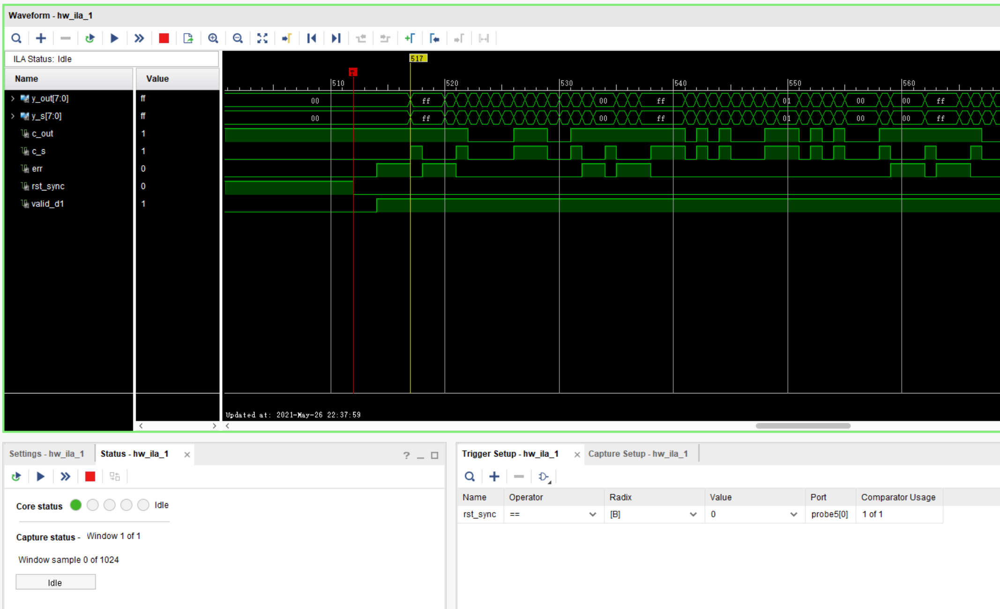 Waveform - hw_ila_1
ILA Status: Idle
Name Value
517
T
510 520 530 540 550 560
y_out[7:0] ff 00 ff 00 ff 01 00 00 ff
y_s[7:0] ff 00 ff 00 ff 01 00 00 ff
c_out 1
c_s 1
err 0
rst_sync 0
valid_d1 1
Updated at: 2021-May-26 22:37:59
Settings - hw_ila_1 Status - hw_ila_1
Core status Idle
Capture status - Window 1 of 1
Window sample 0 of 1024
Idle
Trigger Setup - hw_ila_1 Capture Setup - hw_ila_1
Name Operator Radix Value Port Comparator Usage
rst_sync == [B] 0 probe5[0] 1 of 1